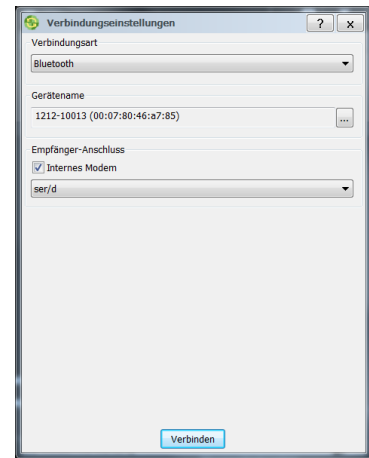 Verbindungseinstellungen
? x
Verbindungsart
Bluetooth
Gerätename
1212-10013 (00:07:80:46:a7:85)
...
Empfänger-Anschluss
Internes Modem
ser/d
Verbinden